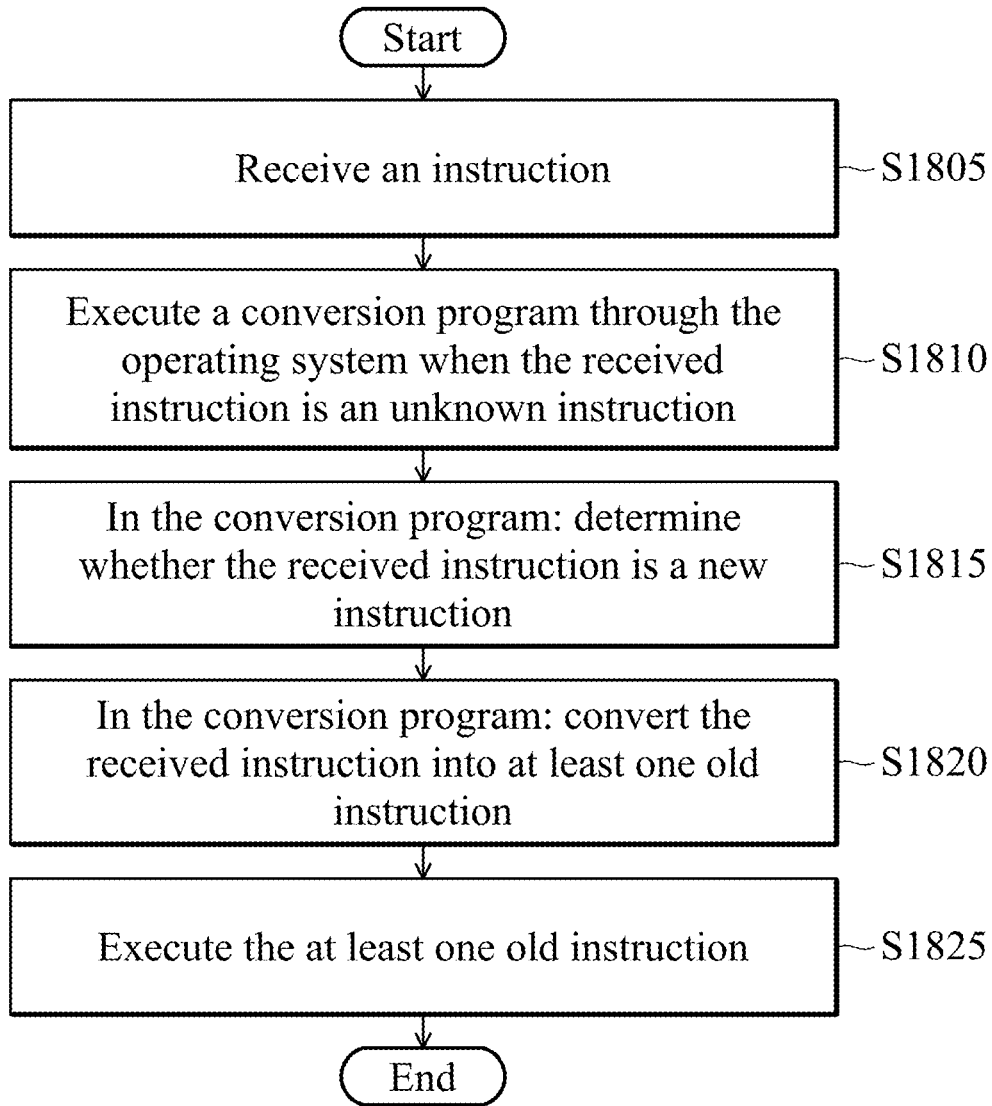 Start
Receive an instruction
S1805
Execute a conversion program through the
operating system when the received
instruction is an unknown instruction
S1810
In the conversion program: determine
whether the received instruction is a new
instruction
S1815
In the conversion program: convert the
received instruction into at least one old
instruction
S1820
Execute the at least one old instruction
S1825
End